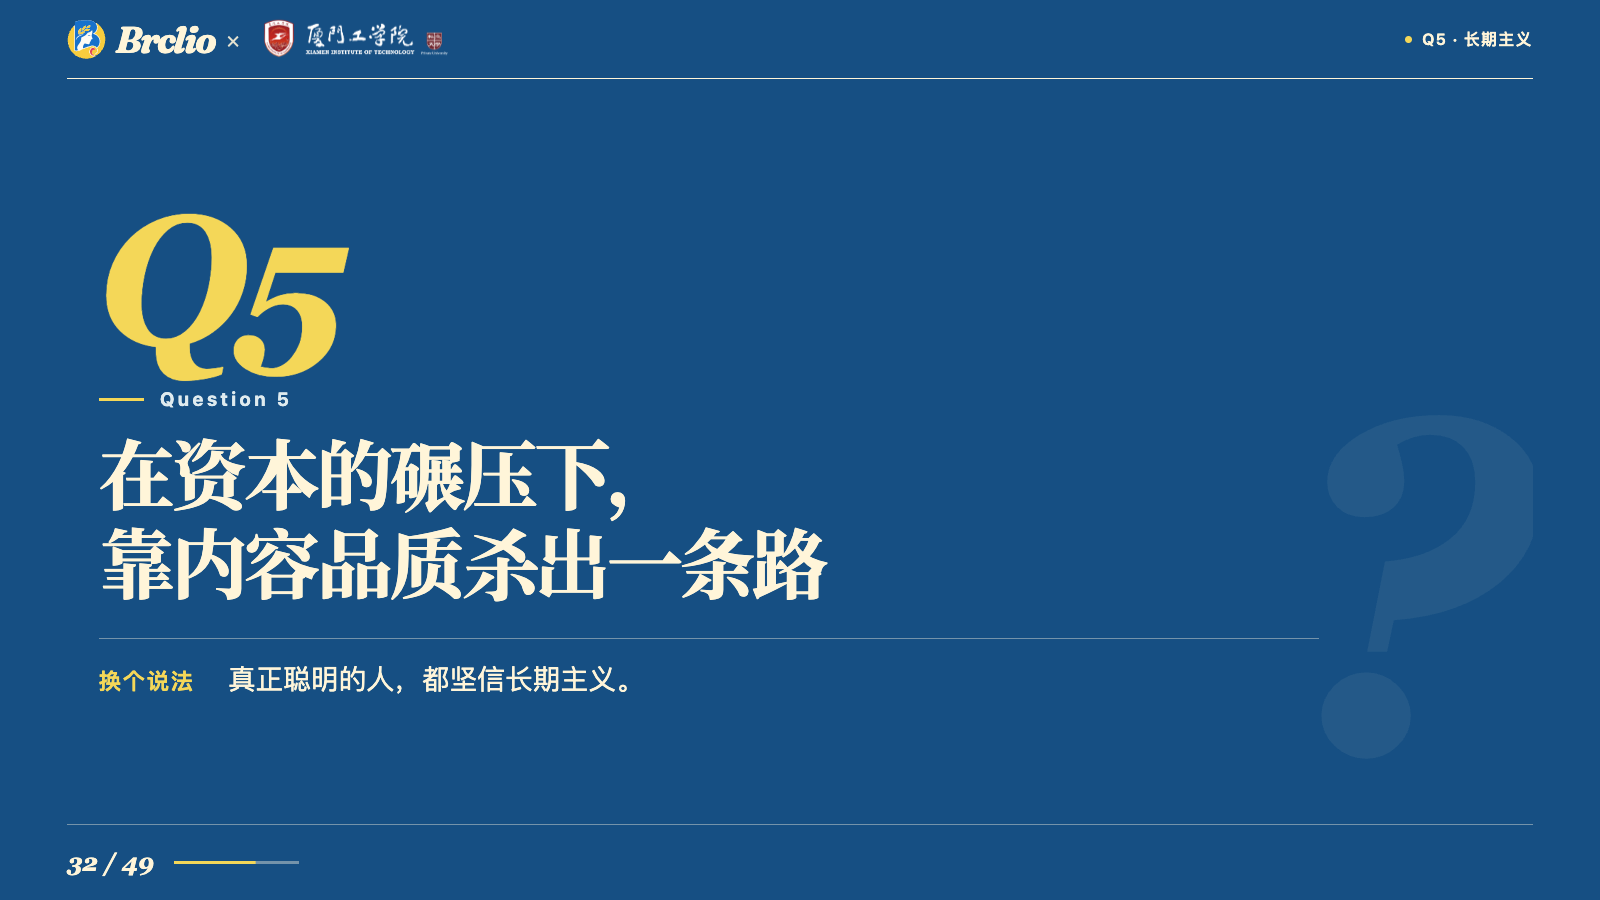 Brclio ×
厦門工学院
XIAMEN INSTITUTE OF TECHNOLOGY
Q5 · 长期主义
Q5
Question 5
在资本的碾压下，
靠内容品质杀出一条路
换个说法 真正聪明的人，都坚信长期主义。
?
32 / 49